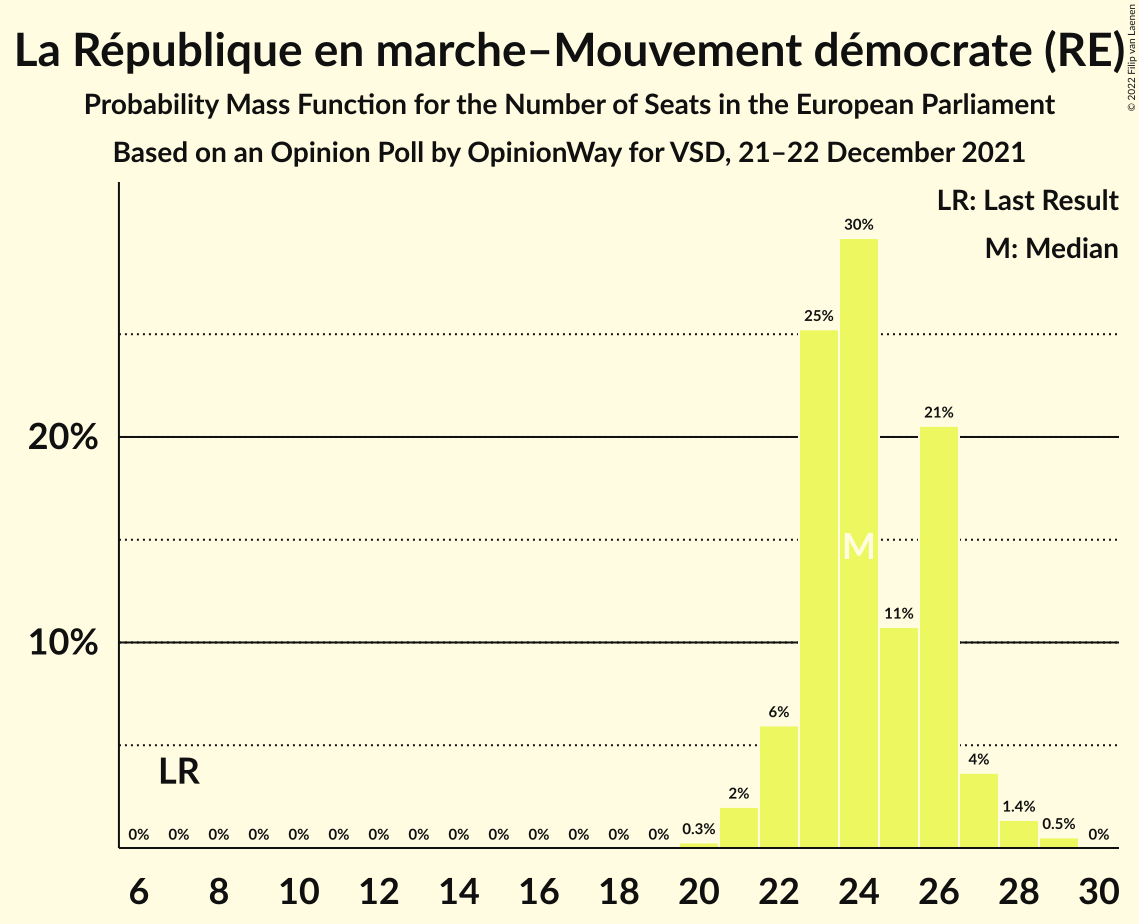 La République en marche–Mouvement démocrate (RE)
© 2022 Filip van Laenen
Probability Mass Function for the Number of Seats in the European Parliament
Based on an Opinion Poll by OpinionWay for VSD, 21–22 December 2021
LR: Last Result
M: Median
30%
25%
21%
20%
M
11%
10%
6%
4%
LR
2%
1.4%
0% 0% 0% 0% 0% 0% 0% 0% 0% 0% 0% 0% 0% 0% 0.3% 0.5% 0%
6 8 10 12 14 16 18 20 22 24 26 28 30